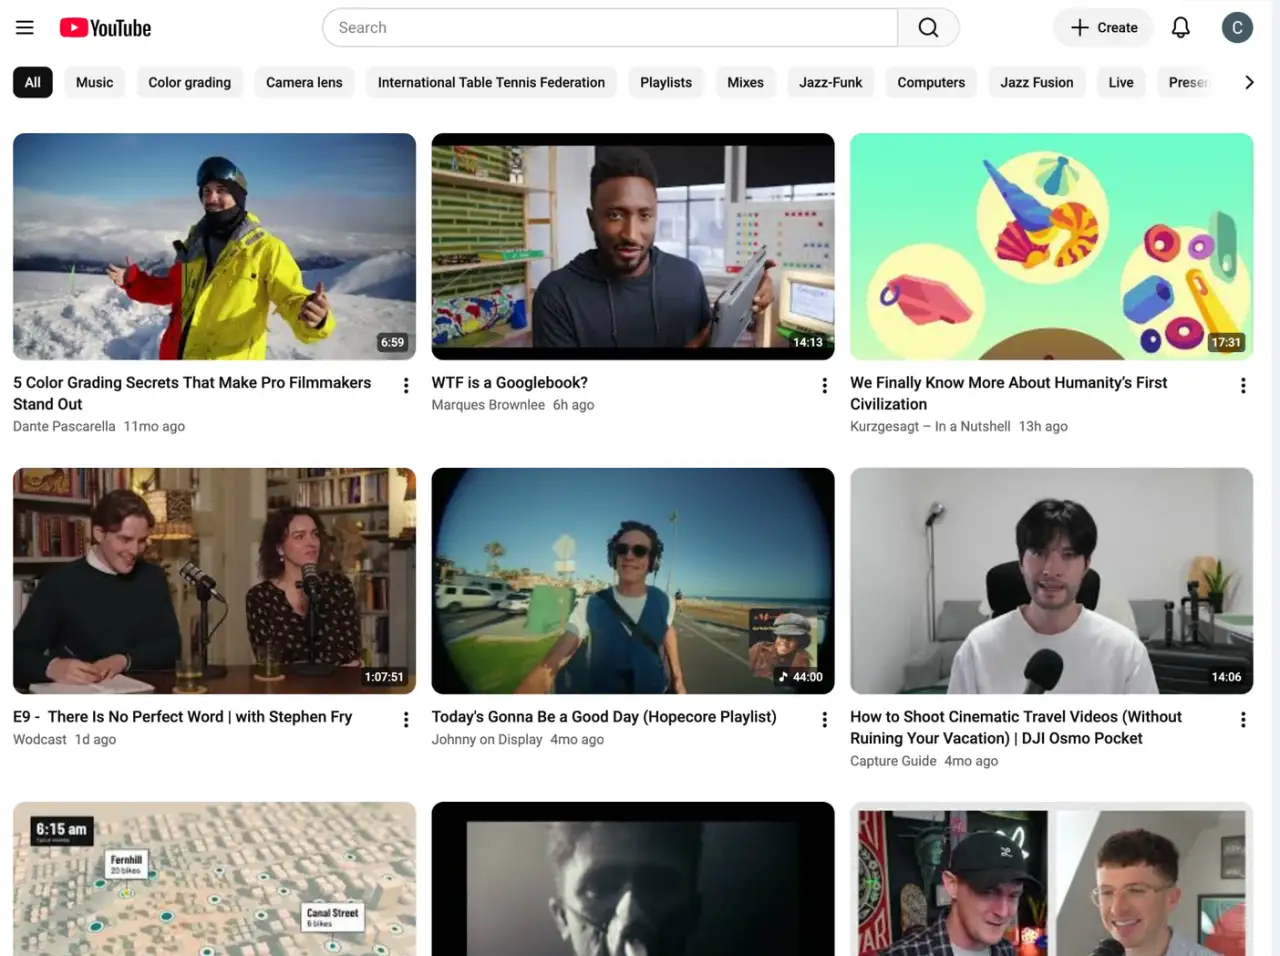 YouTube
Search
Create
C
All
Music
Color grading
Camera lens
International Table Tennis Federation
Playlists
Mixes
Jazz-Funk
Computers
Jazz Fusion
Live
Presen
6:59
14:13
17:31
5 Color Grading Secrets That Make Pro Filmmakers
Stand Out
Dante Pascarella 11mo ago
WTF is a Googlebook?
Marques Brownlee 6h ago
We Finally Know More About Humanity’s First
Civilization
Kurzgesagt – In a Nutshell 13h ago
1:07:51
44:00
14:06
E9 - There Is No Perfect Word | with Stephen Fry
Wodcast 1d ago
Today's Gonna Be a Good Day (Hopecore Playlist)
Johnny on Display 4mo ago
How to Shoot Cinematic Travel Videos (Without
Ruining Your Vacation) | DJI Osmo Pocket
Capture Guide 4mo ago
6:15 am
Fernhill
20 bikes
Canal Street
6 bikes